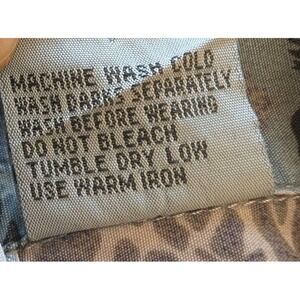 MACHINE WASH COLD
WASH DARKS SEPARATELY
WASH BEFORE WEARING
DO NOT BLEACH
TUMBLE DRY LOW
USE WARM IRON